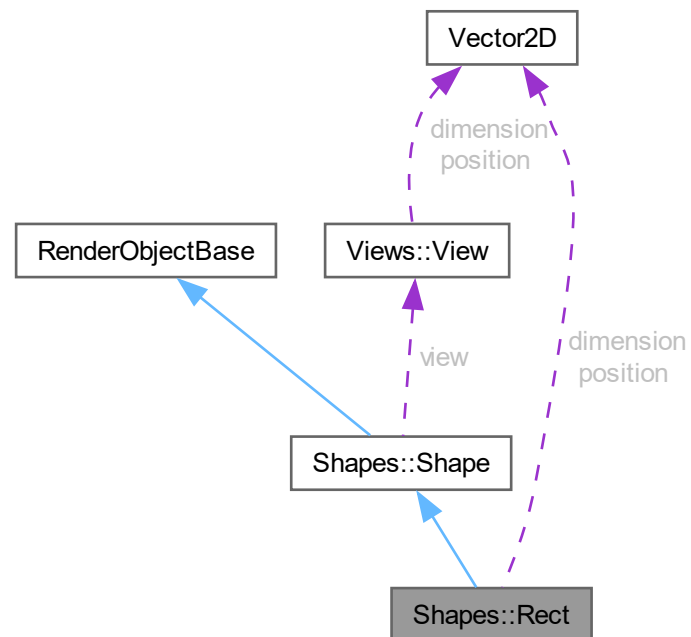 Vector2D
dimension
position
RenderObjectBase
Views::View
view
dimension
position
Shapes::Shape
Shapes::Rect